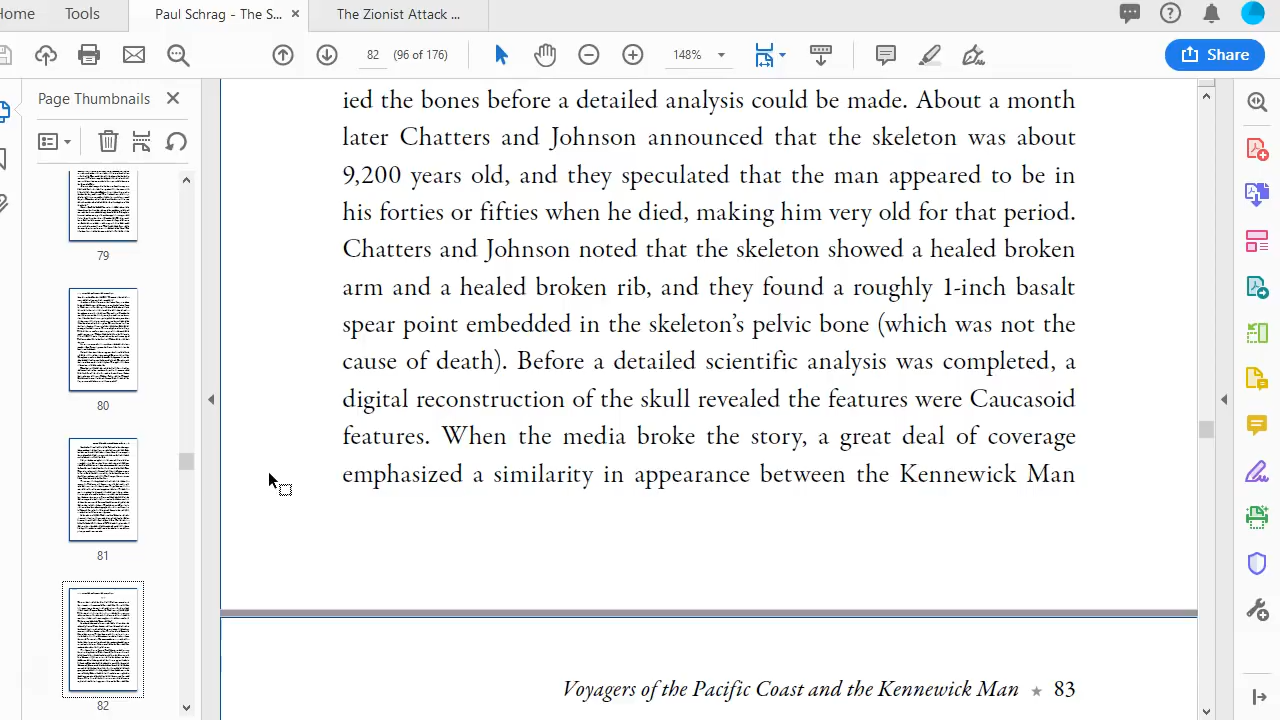 Home
Tools
Paul Schrag - The S...
The Zionist Attack ...
82
(96 of 176)
148%
Share
Page Thumbnails
79
80
81
82
ied the bones before a detailed analysis could be made. About a month
later Chatters and Johnson announced that the skeleton was about
9,200 years old, and they speculated that the man appeared to be in
his forties or fifties when he died, making him very old for that period.
Chatters and Johnson noted that the skeleton showed a healed broken
arm and a healed broken rib, and they found a roughly 1-inch basalt
spear point embedded in the skeleton's pelvic bone (which was not the
cause of death). Before a detailed scientific analysis was completed, a
digital reconstruction of the skull revealed the features were Caucasoid
features. When the media broke the story, a great deal of coverage
emphasized a similarity in appearance between the Kennewick Man
Voyagers of the Pacific Coast and the Kennewick Man ★ 83